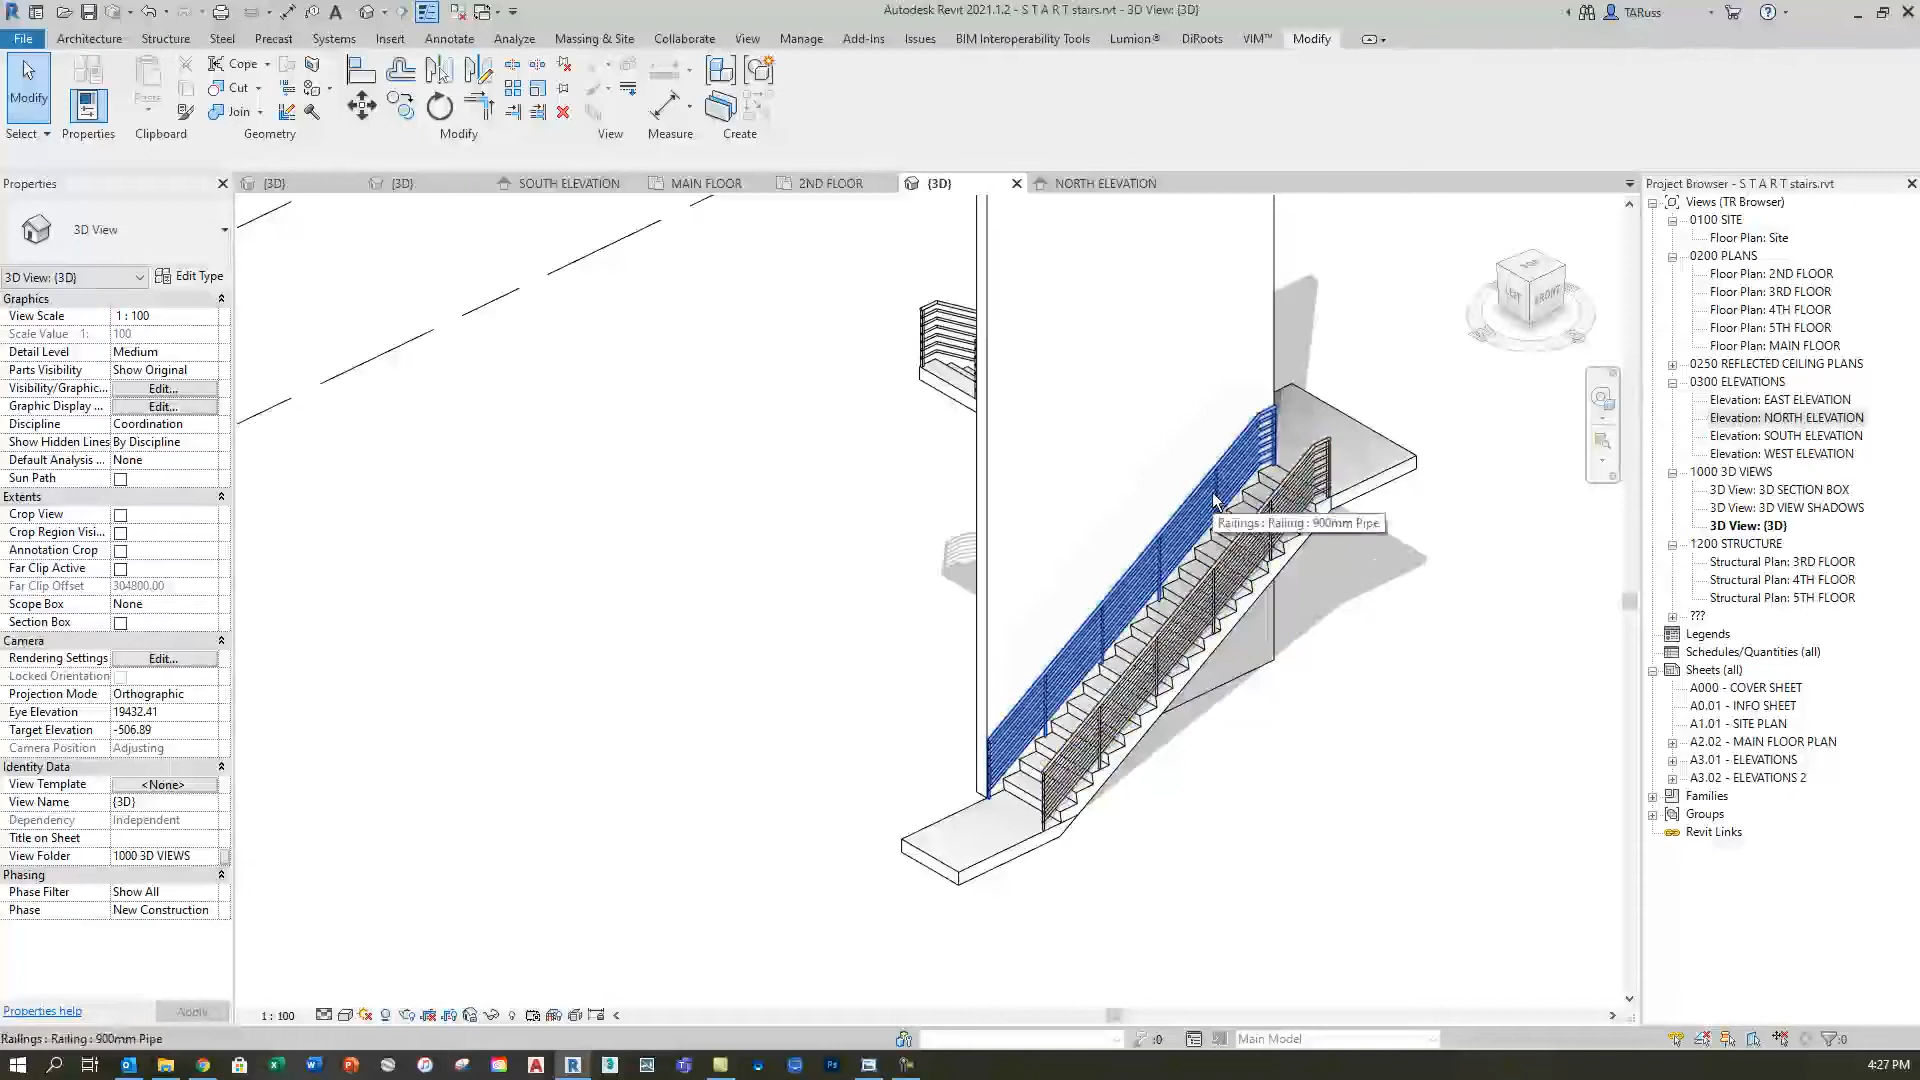 Autodesk Revit 2021.1.2 - S T A R T stairs.rvt - 3D View: {3D}
TARuss
File Architecture Structure Steel Precast Systems Insert Annotate Analyze Massing & Site Collaborate View Manage Add-Ins Issues BIM Interoperability Tools Lumion® DiRoots VIM™ Modify
Modify
Cope
Cut
Join
Select Properties Clipboard Geometry Modify View Measure Create
Properties
{3D} {3D} SOUTH ELEVATION MAIN FLOOR 2ND FLOOR {3D} NORTH ELEVATION
3D View
3D View: {3D} Edit Type
Graphics
View Scale 1 : 100
Scale Value 1: 100
Detail Level Medium
Parts Visibility Show Original
Visibility/Graphic... Edit...
Graphic Display ... Edit...
Discipline Coordination
Show Hidden Lines By Discipline
Default Analysis ... None
Sun Path
Extents
Crop View
Crop Region Visi...
Annotation Crop
Far Clip Active
Far Clip Offset 304800.00
Scope Box None
Section Box
Camera
Rendering Settings Edit...
Locked Orientation
Projection Mode Orthographic
Eye Elevation 19432.41
Target Elevation -506.89
Camera Position Adjusting
Identity Data
View Template <None>
View Name {3D}
Dependency Independent
Title on Sheet
View Folder 1000 3D VIEWS
Phasing
Phase Filter Show All
Phase New Construction
Properties help Apply
TOP
LEFT FRONT
Railings : Railing : 900mm Pipe
Project Browser - S T A R T stairs.rvt
Views (TR Browser)
0100 SITE
Floor Plan: Site
0200 PLANS
Floor Plan: 2ND FLOOR
Floor Plan: 3RD FLOOR
Floor Plan: 4TH FLOOR
Floor Plan: 5TH FLOOR
Floor Plan: MAIN FLOOR
0250 REFLECTED CEILING PLANS
0300 ELEVATIONS
Elevation: EAST ELEVATION
Elevation: NORTH ELEVATION
Elevation: SOUTH ELEVATION
Elevation: WEST ELEVATION
1000 3D VIEWS
3D View: 3D SECTION BOX
3D View: 3D VIEW SHADOWS
3D View: {3D}
1200 STRUCTURE
Structural Plan: 3RD FLOOR
Structural Plan: 4TH FLOOR
Structural Plan: 5TH FLOOR
???
Legends
Schedules/Quantities (all)
Sheets (all)
A000 - COVER SHEET
A0.01 - INFO SHEET
A1.01 - SITE PLAN
A2.02 - MAIN FLOOR PLAN
A3.01 - ELEVATIONS
A3.02 - ELEVATIONS 2
Families
Groups
Revit Links
1 : 100
Railings : Railing : 900mm Pipe
:0
Main Model
:0
4:27 PM